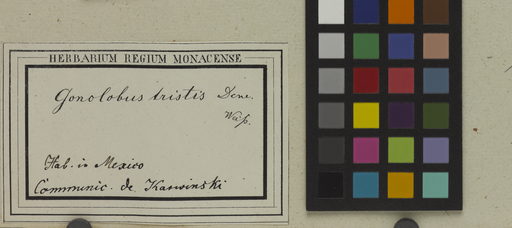 HERBARIUM REGIUM MONACENSE
Gonolobus tristis Dcne.
Hab. in Mexico
Communic. de Karwinski